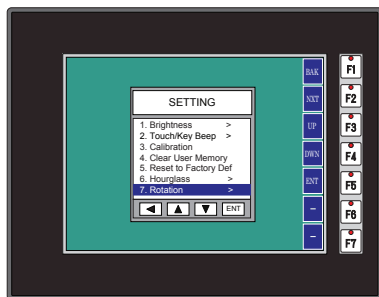 SETTING
1. Brightness >
2. Touch/Key Beep >
3. Calibration
4. Clear User Memory
5. Reset to Factory Def
6. Hourglass >
7. Rotation >
ENT
BAK
NXT
UP
DWN
ENT
–
–
F1
F2
F3
F4
F5
F6
F7